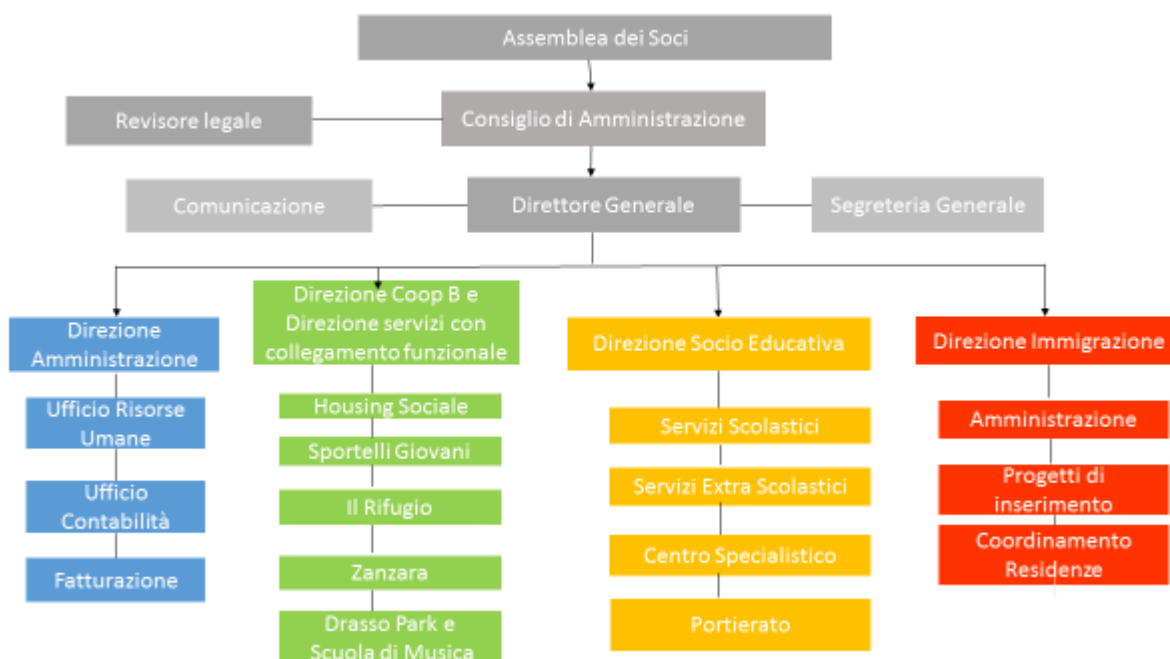 Assemblea dei Soci
Revisore legale
Consiglio di Amministrazione
Comunicazione
Direttore Generale
Segreteria Generale
Direzione
Amministrazione
Ufficio Risorse
Umane
Ufficio
Contabilità
Fatturazione
Direzione Coop B e
Direzione servizi con
collegamento funzionale
Housing Sociale
Sportelli Giovani
Il Rifugio
Zanzara
Drasso Park e
Scuola di Musica
Direzione Socio Educativa
Servizi Scolastici
Servizi Extra Scolastici
Centro Specialistico
Portierato
Direzione Immigrazione
Amministrazione
Progetti di
inserimento
Coordinamento
Residenze